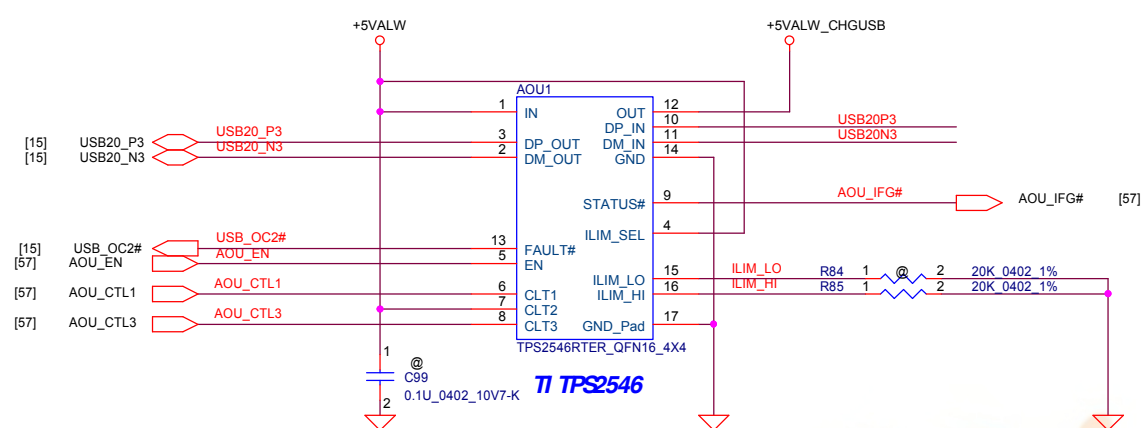 +5VALW
+5VALW_CHGUSB
AOU1
1 IN OUT 12
DP_IN 10 USB20P3
[15] USB20_P3 USB20_P3 3 DP_OUT DM_IN 11 USB20N3
[15] USB20_N3 USB20_N3 2 DM_OUT GND 14
STATUS# 9 AOU_IFG# AOU_IFG# [57]
ILIM_SEL 4
[15] USB_OC2# USB_OC2# 13 FAULT#
[57] AOU_EN AOU_EN 5 EN
ILIM_LO 15 ILIM_LO R84 1 @ 2 20K_0402_1%
[57] AOU_CTL1 AOU_CTL1 6 CLT1 ILIM_HI 16 ILIM_HI R85 1 2 20K_0402_1%
7 CLT2
[57] AOU_CTL3 AOU_CTL3 8 CLT3 GND_Pad 17
TPS2546RTER_QFN16_4X4
1 @
C99
0.1U_0402_10V7-K
2
TI TPS2546